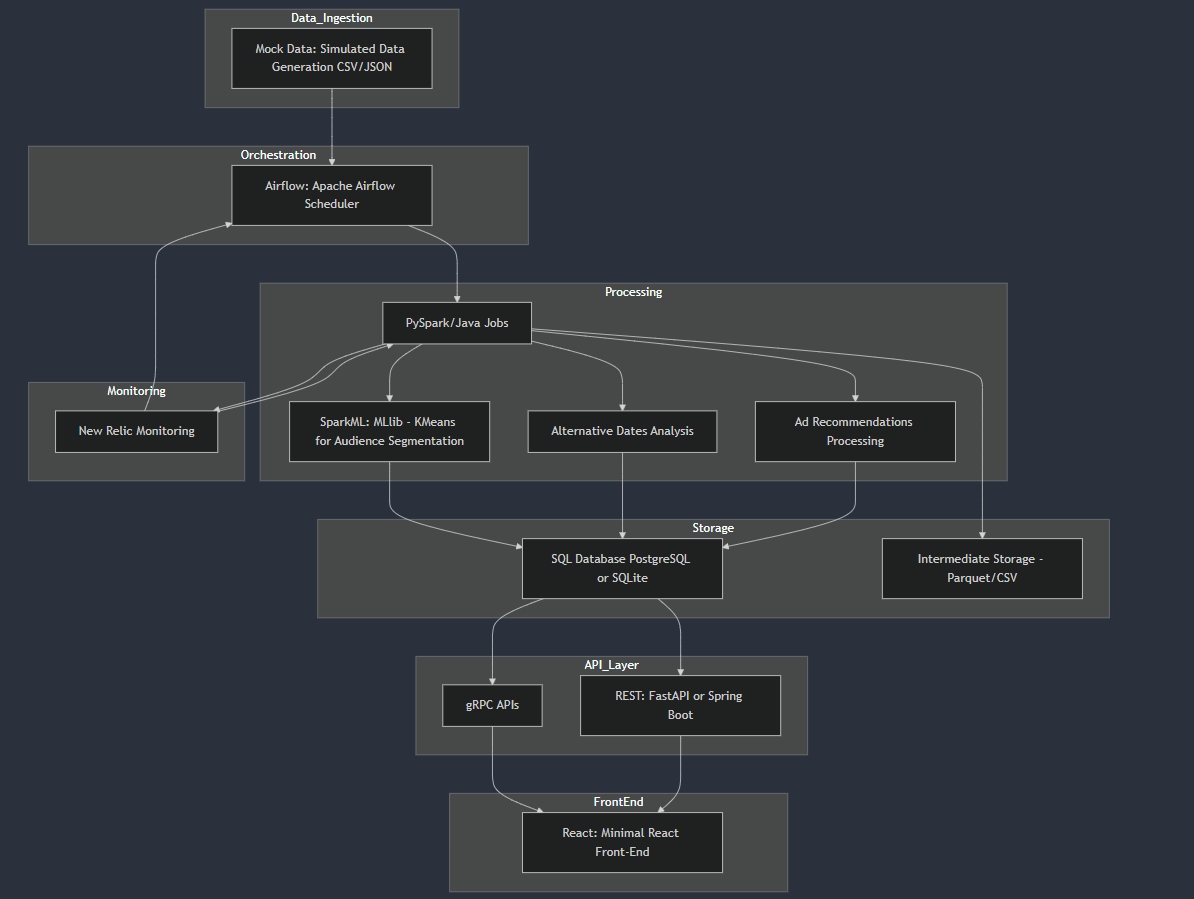 Data_Ingestion
Mock Data: Simulated Data
Generation CSV/JSON
Orchestration
Airflow: Apache Airflow
Scheduler
Processing
PySpark/Java Jobs
Monitoring
New Relic Monitoring
SparkML: MLlib - KMeans
for Audience Segmentation
Alternative Dates Analysis
Ad Recommendations
Processing
Storage
SQL Database PostgreSQL
or SQLite
Intermediate Storage -
Parquet/CSV
API_Layer
gRPC APIs
REST: FastAPI or Spring
Boot
FrontEnd
React: Minimal React
Front-End